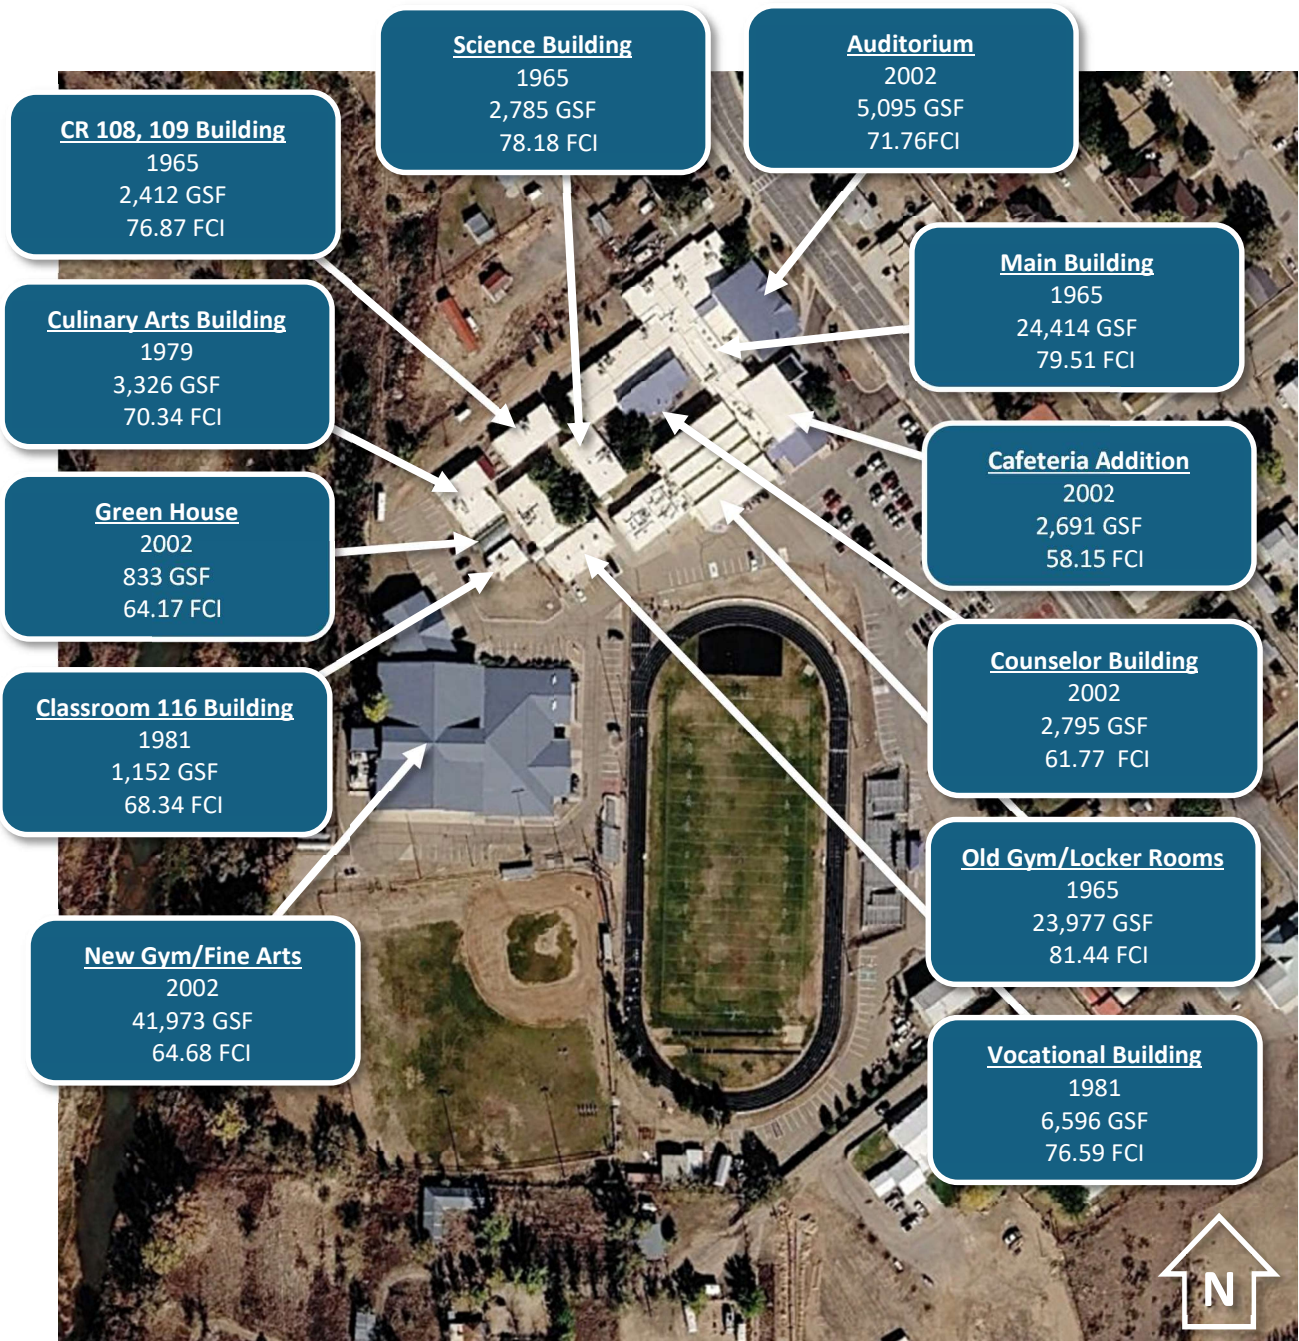 Science Building
1965
2,785 GSF
78.18 FCI
Auditorium
2002
5,095 GSF
71.76FCI
CR 108, 109 Building
1965
2,412 GSF
76.87 FCI
Main Building
1965
24,414 GSF
79.51 FCI
Culinary Arts Building
1979
3,326 GSF
70.34 FCI
Cafeteria Addition
2002
2,691 GSF
58.15 FCI
Green House
2002
833 GSF
64.17 FCI
Counselor Building
2002
2,795 GSF
61.77 FCI
Classroom 116 Building
1981
1,152 GSF
68.34 FCI
Old Gym/Locker Rooms
1965
23,977 GSF
81.44 FCI
New Gym/Fine Arts
2002
41,973 GSF
64.68 FCI
Vocational Building
1981
6,596 GSF
76.59 FCI
N